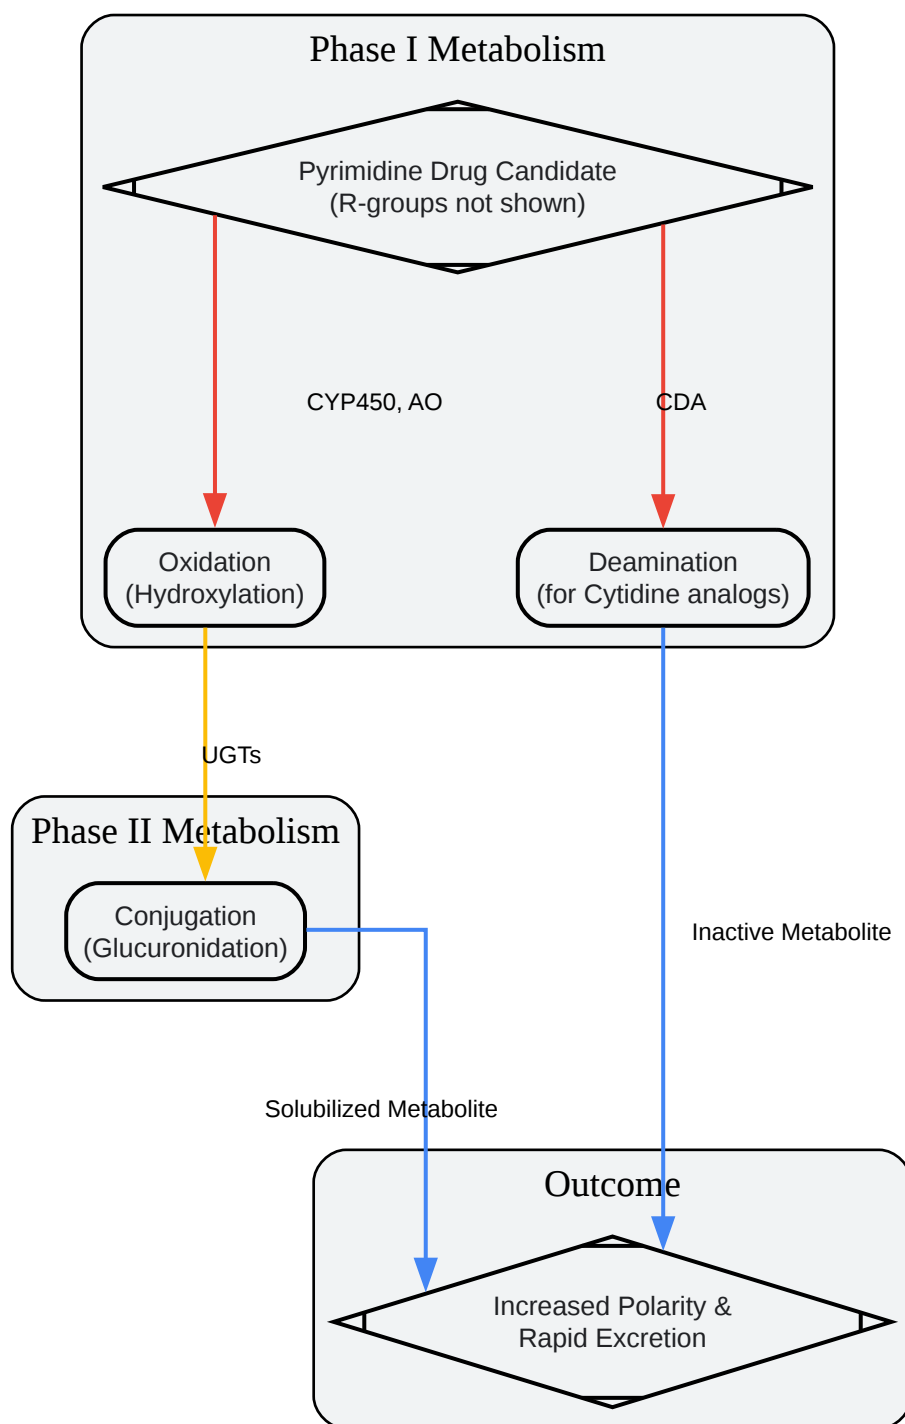 Phase I Metabolism
Pyrimidine Drug Candidate
(R-groups not shown)
CYP450, AO
CDA
Oxidation
(Hydroxylation)
Deamination
(for Cytidine analogs)
UGTs
Phase II Metabolism
Conjugation
(Glucuronidation)
Inactive Metabolite
Solubilized Metabolite
Outcome
Increased Polarity &
Rapid Excretion